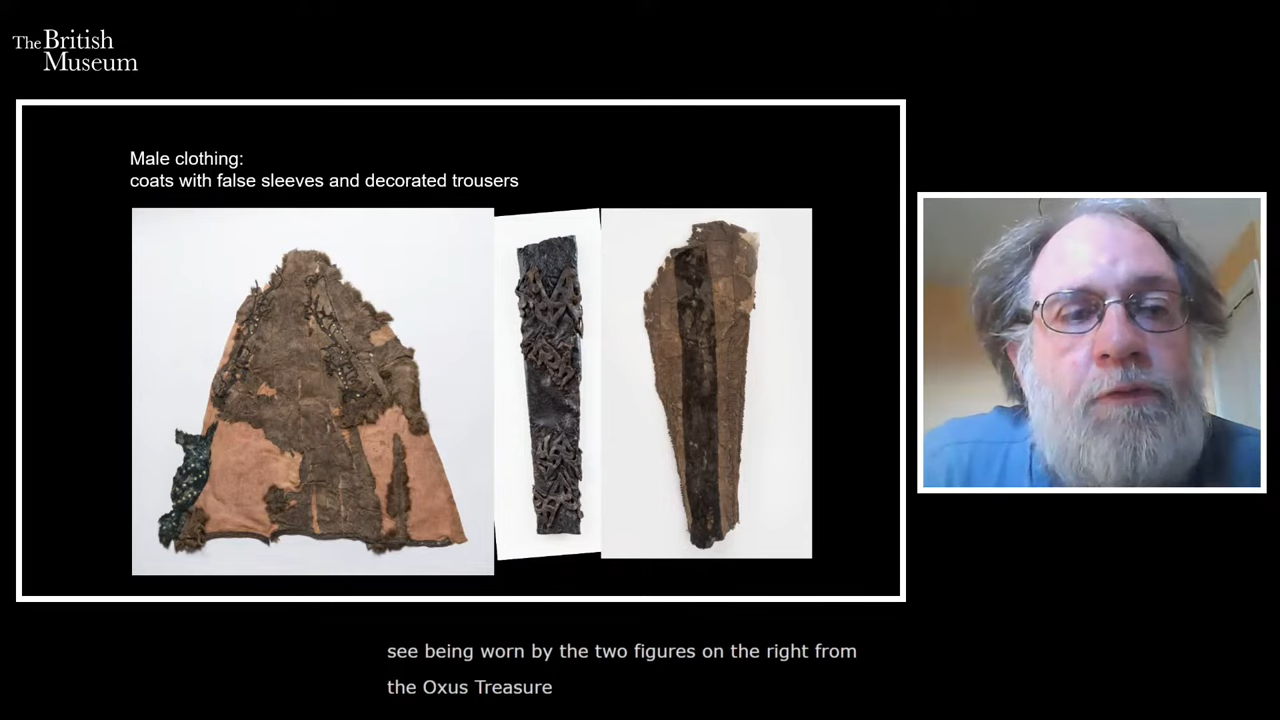 The British
Museum
Male clothing:
coats with false sleeves and decorated trousers
see being worn by the two figures on the right from
the Oxus Treasure